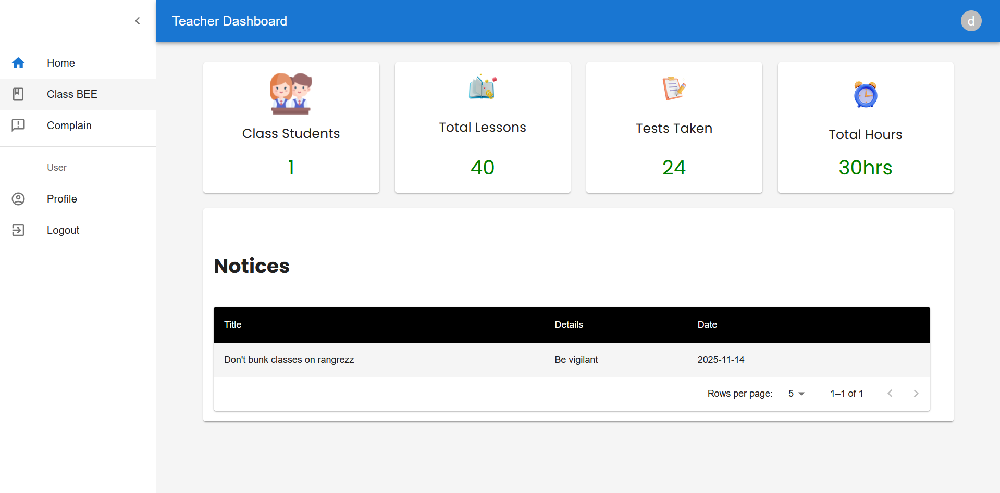 Teacher Dashboard
d
Home
Class BEE
Complain
User
Profile
Logout
Class Students
1
Total Lessons
40
Tests Taken
24
Total Hours
30hrs
Notices
Title Details Date
Don't bunk classes on rangrezz Be vigilant 2025-11-14
Rows per page: 5 1–1 of 1